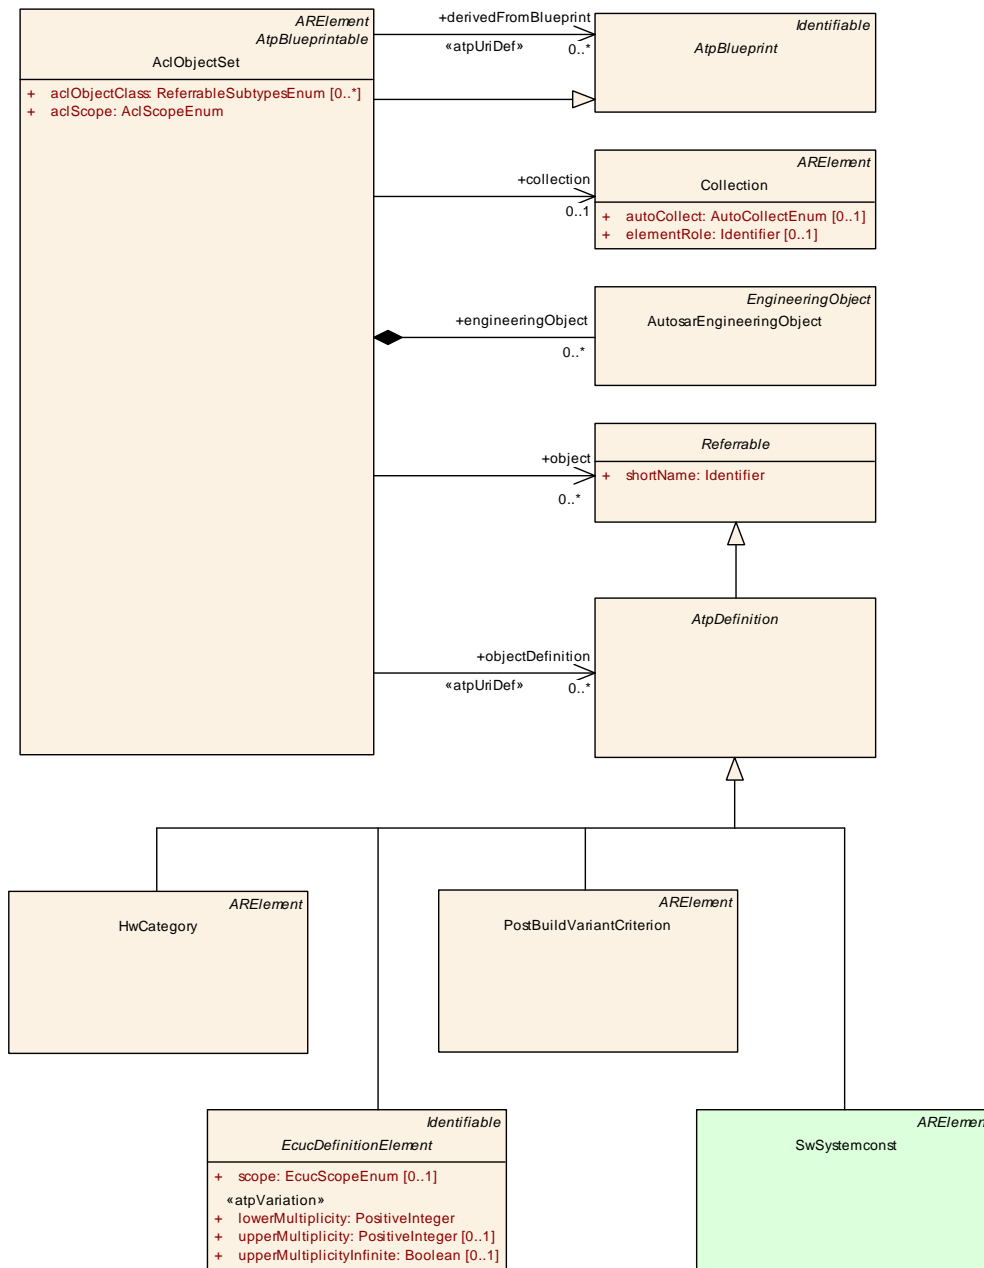 ARElement
AtpBlueprintable
AclObjectSet
+ aclObjectClass: ReferrableSubtypesEnum [0..*]
+ aclScope: AclScopeEnum
+derivedFromBlueprint
«atpUriDef»
0..*
Identifiable
AtpBlueprint
+collection
0..1
ARElement
Collection
+ autoCollect: AutoCollectEnum [0..1]
+ elementRole: Identifier [0..1]
+engineeringObject
0..*
EngineeringObject
AutosarEngineeringObject
+object
0..*
Referrable
+ shortName: Identifier
+objectDefinition
«atpUriDef»
0..*
AtpDefinition
ARElement
HwCategory
ARElement
PostBuildVariantCriterion
Identifiable
EcucDefinitionElement
+ scope: EcucScopeEnum [0..1]
«atpVariation»
+ lowerMultiplicity: PositiveInteger
+ upperMultiplicity: PositiveInteger [0..1]
+ upperMultiplicityInfinite: Boolean [0..1]
ARElement
SwSystemconst